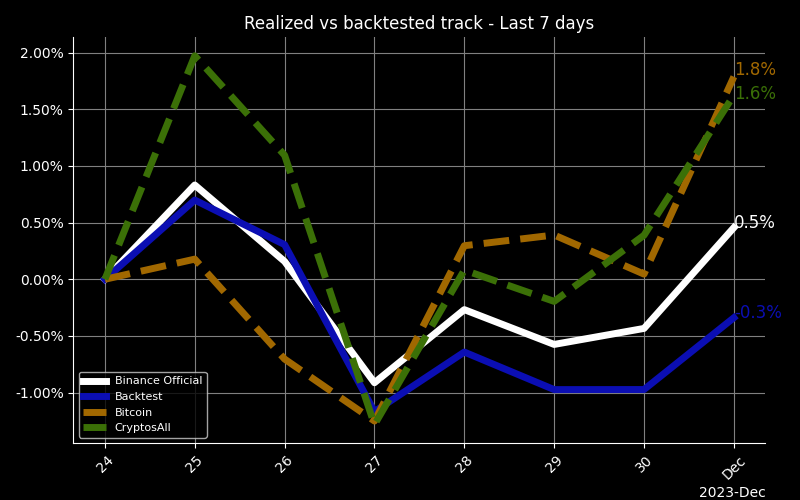 Realized vs backtested track - Last 7 days
2.00%
1.50%
1.00%
0.50%
0.00%
-0.50%
-1.00%
1.8%
1.6%
0.5%
-0.3%
Binance Official
Backtest
Bitcoin
CryptosAll
24
25
26
27
28
29
30
Dec
2023-Dec